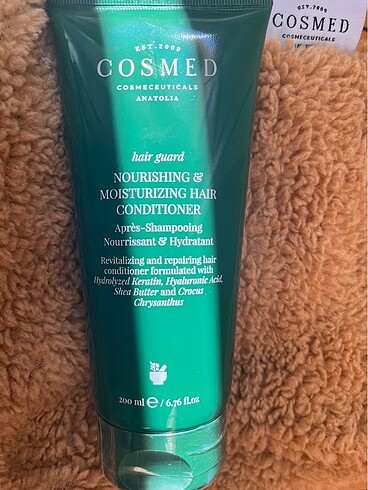 EST.2009
COSMED
COSMECEUTICALS
ANATOLIA
hair guard
NOURISHING &
MOISTURIZING HAIR
CONDITIONER
Après-Shampooing
Nourrissant & Hydratant
Revitalizing and repairing hair
conditioner formulated with
Hydrolyzed Keratin, Hyaluronic Acid,
Shea Butter and Crocus
Chrysanthus
200 ml ℮ / 6.76 fl.oz
EST.2009
COSMED
COSMECEUTICALS